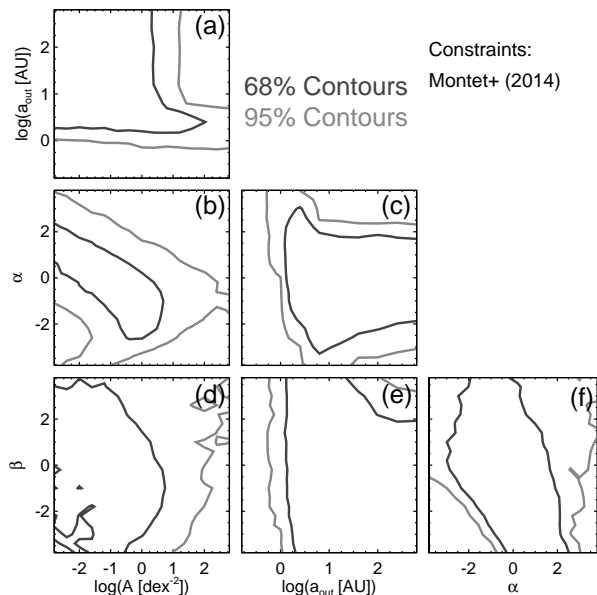 (a)
Constraints:
Montet+ (2014)
68% Contours
95% Contours
log(a_out [AU])
2
1
0
(b)
(c)
α
2
0
-2
(d)
(e)
(f)
β
2
0
-2
-2 -1 0 1 2
0 1 2
-2 0 2
log(A [dex^-2])
log(a_out [AU])
α